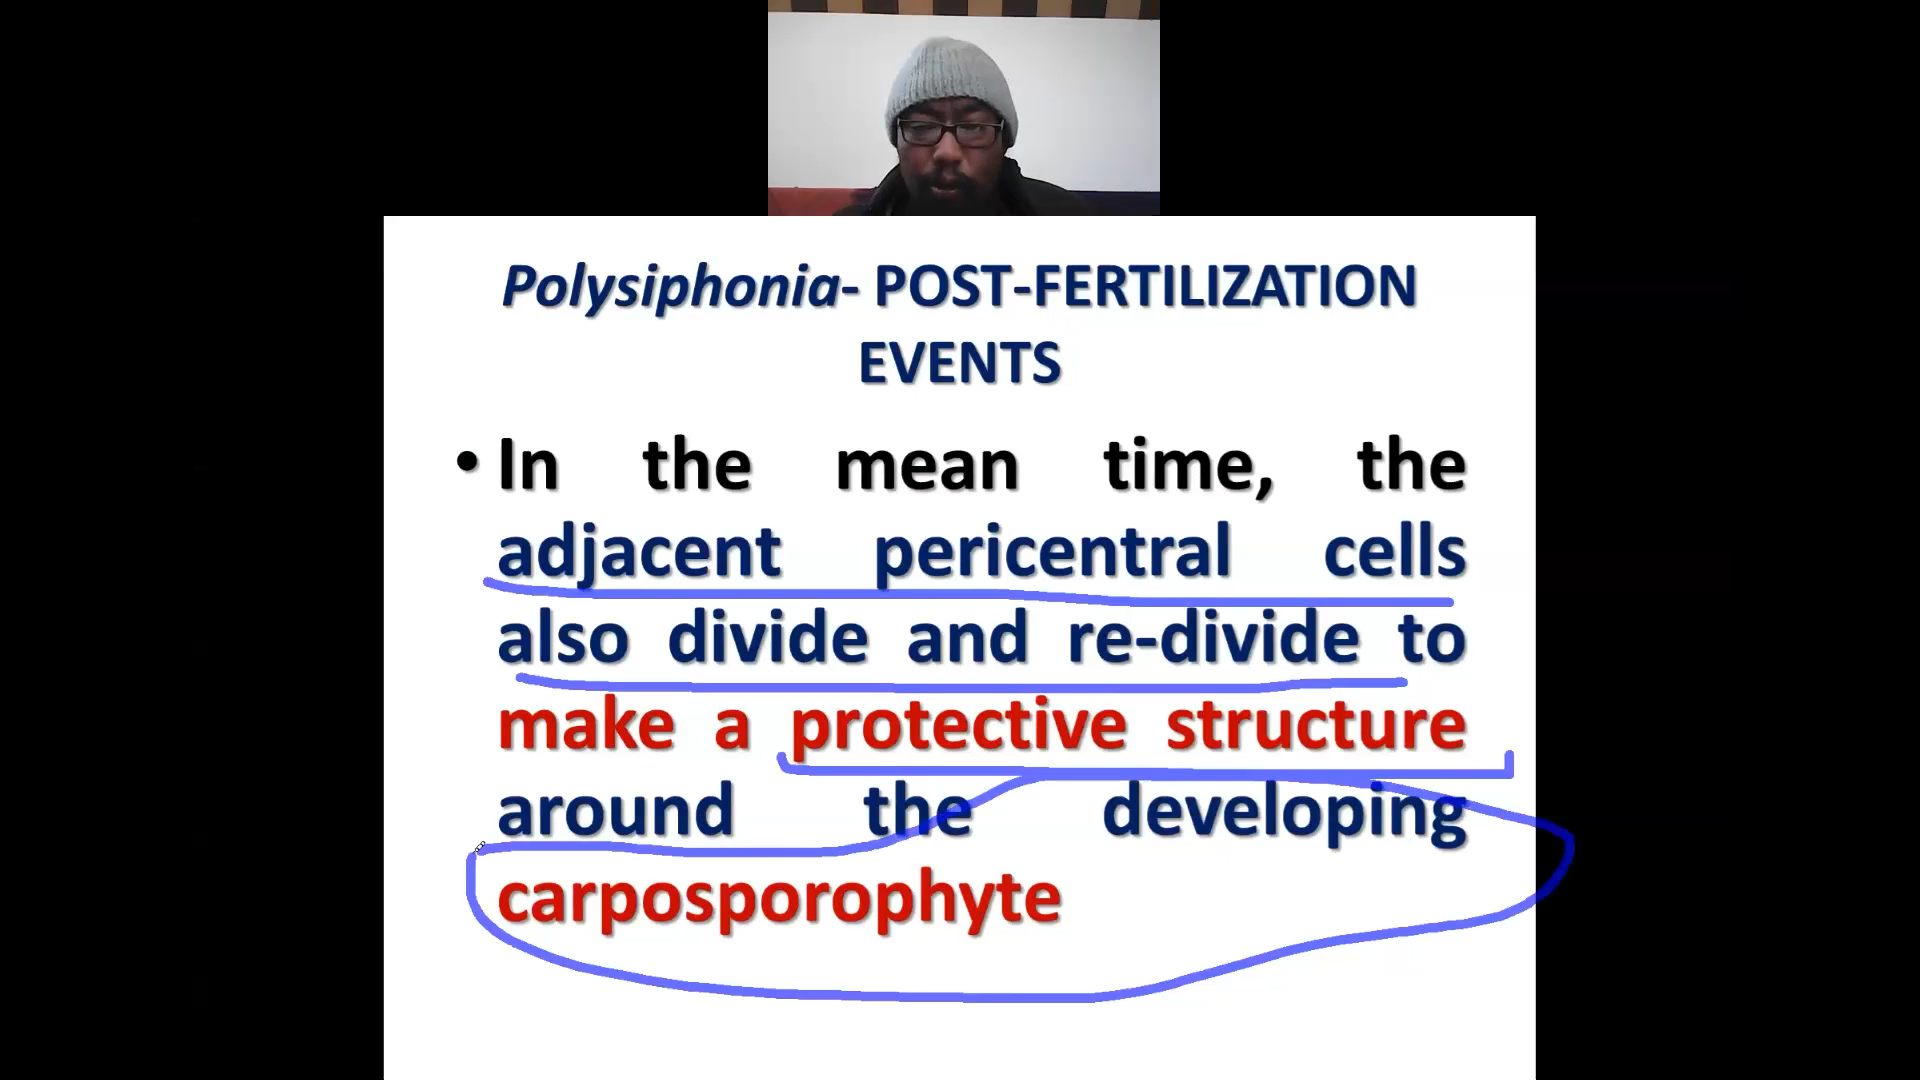 Polysiphonia- POST-FERTILIZATION
EVENTS
• In the mean time, the
adjacent pericentral cells
also divide and re-divide to
make a protective structure
around the developing
carposporophyte